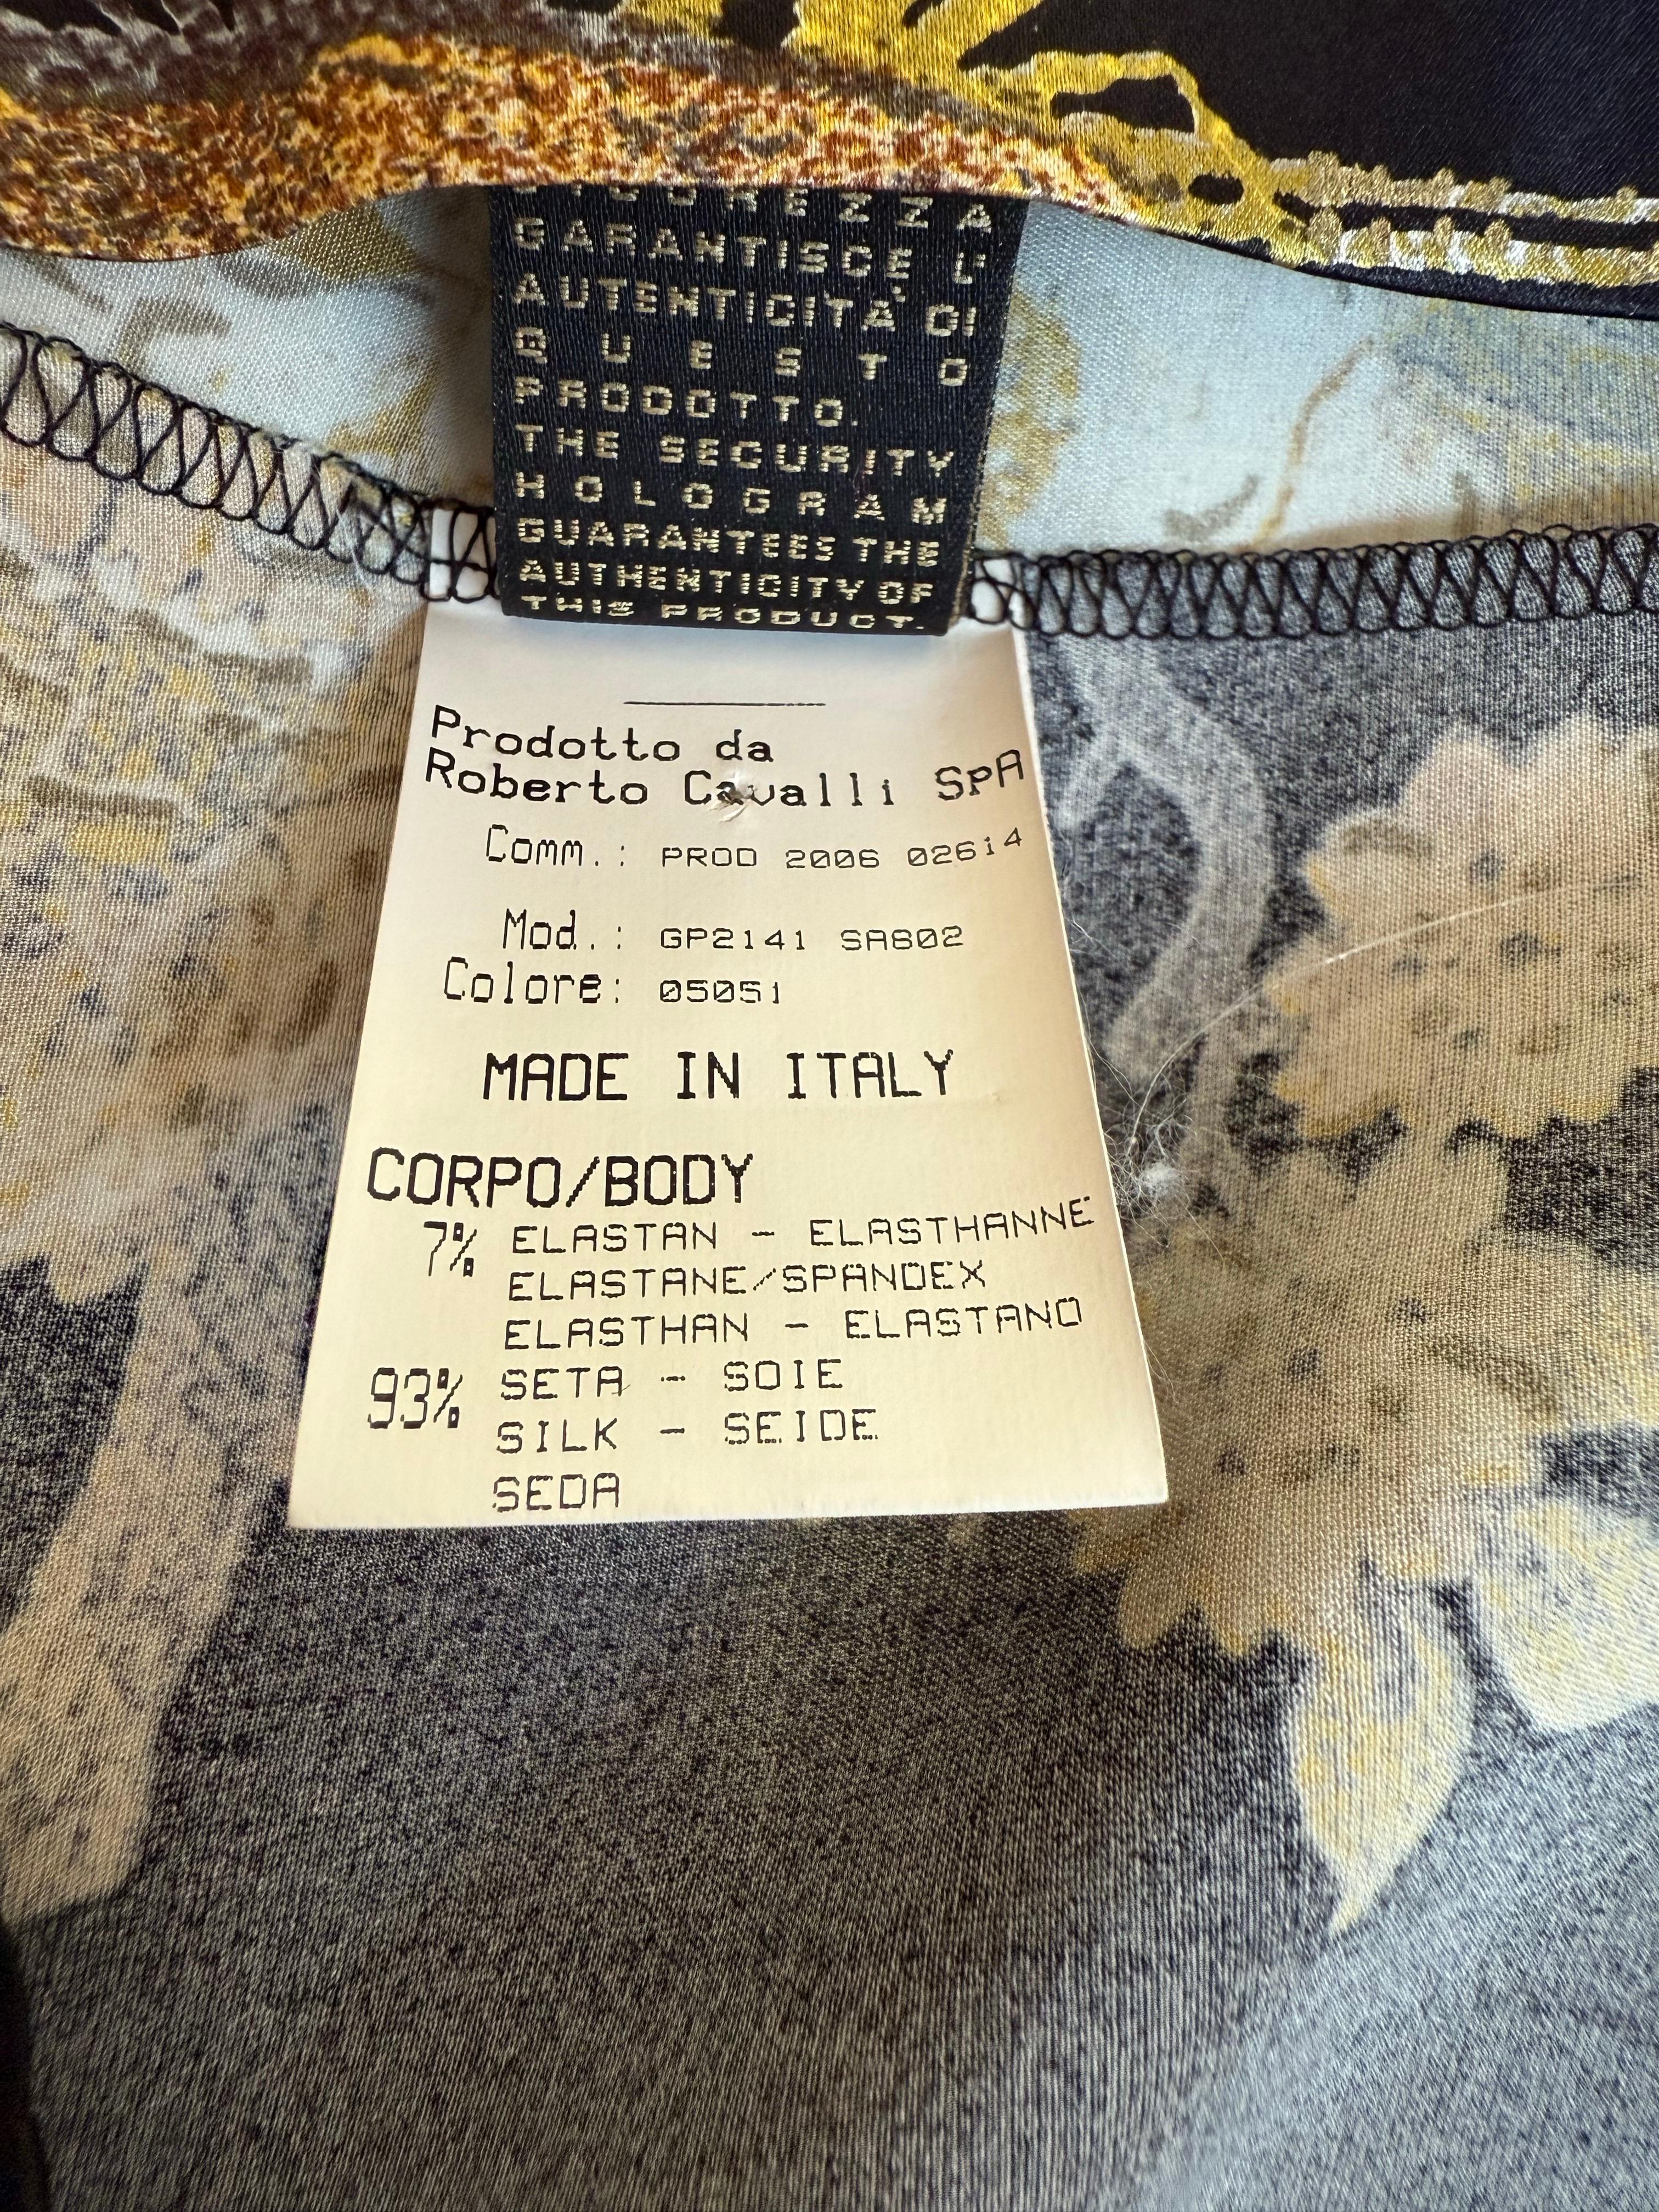 SICUREZZA
GARANTISCE L'
AUTENTICITÀ DI
QUESTO
PRODOTTO.
THE SECURITY
HOLOGRAM
GUARANTEES THE
AUTHENTICITY OF
THIS PRODUCT.
Prodotto da
Roberto Cavalli SpA
Comm.: PROD 2006 02614
Mod.: GP2141 SA802
Colore: 05051
MADE IN ITALY
CORPO/BODY
7% ELASTAN - ELASTHANNE
ELASTANE/SPANDEX
ELASTHAN - ELASTANO
93% SETA - SOIE
SILK - SEIDE
SEDA